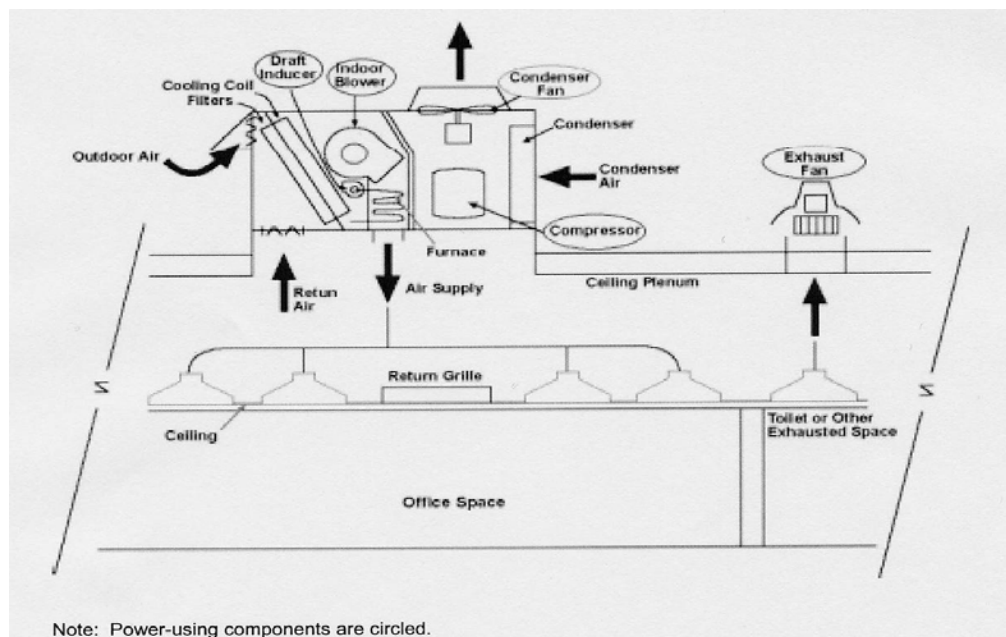 Draft
Inducer
Indoor
Blower
Condenser
Fan
Cooling Coil
Filters
Condenser
Outdoor Air
Condenser
Air
Exhaust
Fan
Compressor
Furnace
Retun
Air
Air Supply
Ceiling Plenum
Return Grille
N
N
Ceiling
Toilet or Other
Exhausted Space
Office Space
Note: Power-using components are circled.